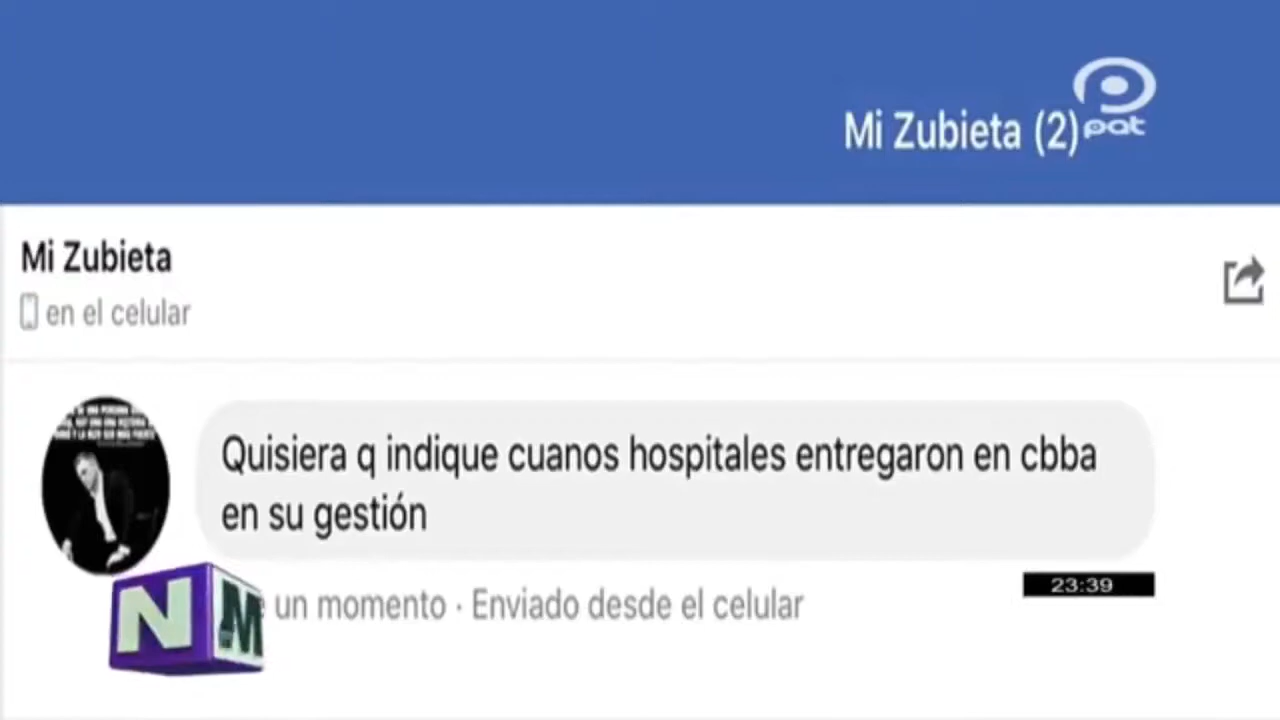 pat
Mi Zubieta (2)
Mi Zubieta
en el celular
Quisiera q indique cuanos hospitales entregaron en cbba
en su gestión
un momento · Enviado desde el celular
23:39
NM